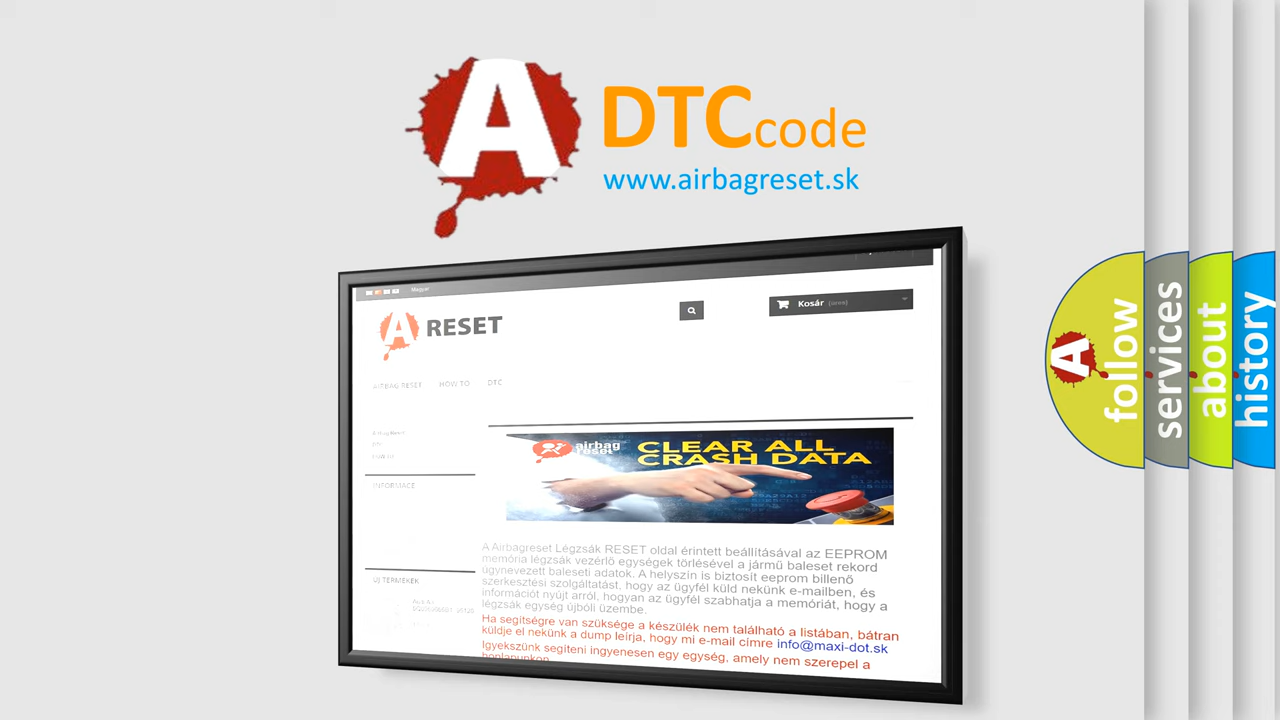 A DTC code
www.airbagreset.sk
Magyar
A RESET
Kosár (üres)
AIRBAG RESET HOW TO DTC
INFORMACE
airbag
reset
CLEAR ALL
CRASH DATA
A Airbagreset Légzsák RESET oldal érintett beállításával az EEPROM
memória légzsák vezérlő egységek törlésével a jármű baleset rekord
úgynevezett baleseti adatok. A helyszín is biztosít eeprom billenő
szerkesztési szolgáltatást, hogy az ügyfél küld nekünk e-mailben, és
információt nyújt arról, hogyan az ügyfél szabhatja a memóriát, hogy a
légzsák egység újbóli üzembe.
Ha segítségre van szüksége a készülék nem található a listában, bátran
küldje el nekünk a dump leírja, hogy mi e-mail címre info@maxi-dot.sk
Igyekszünk segíteni ingyenesen egy egység, amely nem szerepel a
honlapunkon
ÚJ TERMÉKEK
A
follow
services
about
history